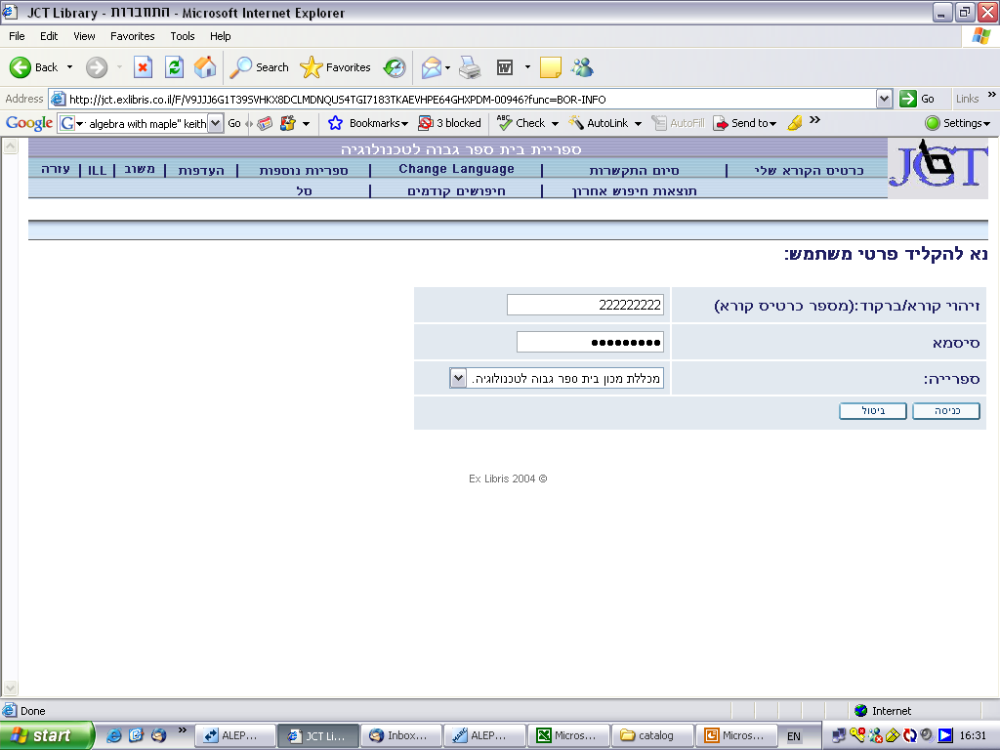 JCT Library - התחברות - Microsoft Internet Explorer
File Edit View Favorites Tools Help
Back Search Favorites
Address http://jct.exlibris.co.il/F/V9JJJ6G1T395VHKX8DCLMDNQUS4TGI7183TKAEVHPE64GHXPDM-00946?func=BOR-INFO Go Links »
Google G algebra with maple" keith Go Bookmarks 3 blocked ABC Check AutoLink AutoFill Send to » Settings
ספריית בית ספר גבוה לטכנולוגיה
כרטיס הקורא שלי | סיום התקשרות | Change Language | ספריות נוספות | העדפות | משוב | ILL | עזרה
תוצאות חיפוש אחרון | חיפושים קודמים | סל
JCT
נא להקליד פרטי משתמש:
זיהוי קורא/ברקוד:(מספר כרטיס קורא) 222222222
סיסמא •••••••••
ספרייה: מכללת מכון בית ספר גבוה לטכנולוגיה.
כניסה ביטול
Ex Libris 2004 ©
Done Internet
start » ALEP... JCT Li... Inbox... ALEP... Micros... catalog Micros... EN 16:31